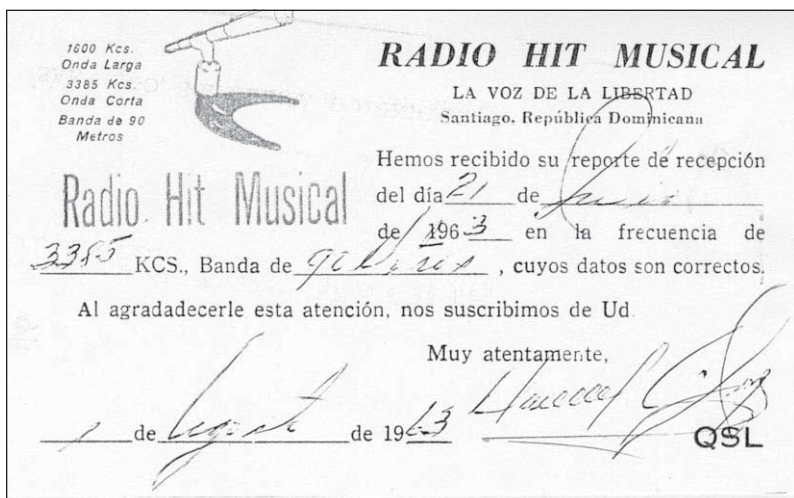 1600 Kcs.
Onda Larga
3385 Kcs.
Onda Corta
Banda de 90
Metros
RADIO HIT MUSICAL
LA VOZ DE LA LIBERTAD
Santiago, República Dominicana
Radio Hit Musical
Hemos recibido su reporte de recepción
del día 21 de
de 1963 en la frecuencia de
3385 KCS., Banda de , cuyos datos son correctos.
Al agradadecerle esta atención, nos suscribimos de Ud.
Muy atentamente,
de Agosto de 1963
QSL